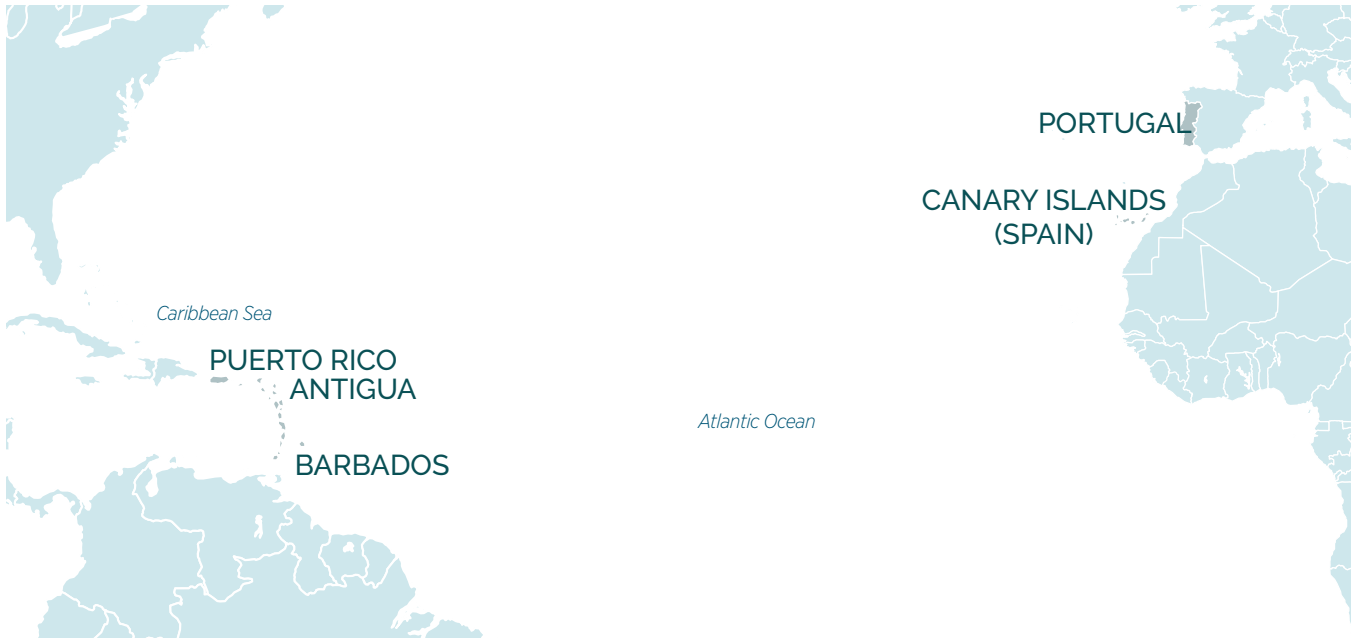 PORTUGAL
CANARY ISLANDS
(SPAIN)
Caribbean Sea
PUERTO RICO
ANTIGUA
Atlantic Ocean
BARBADOS